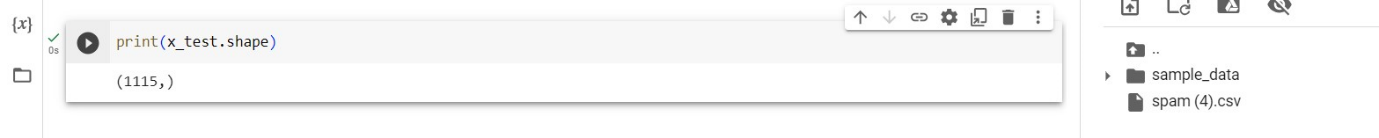 {x}
0s
print(x_test.shape)
(1115,)
..
sample_data
spam (4).csv